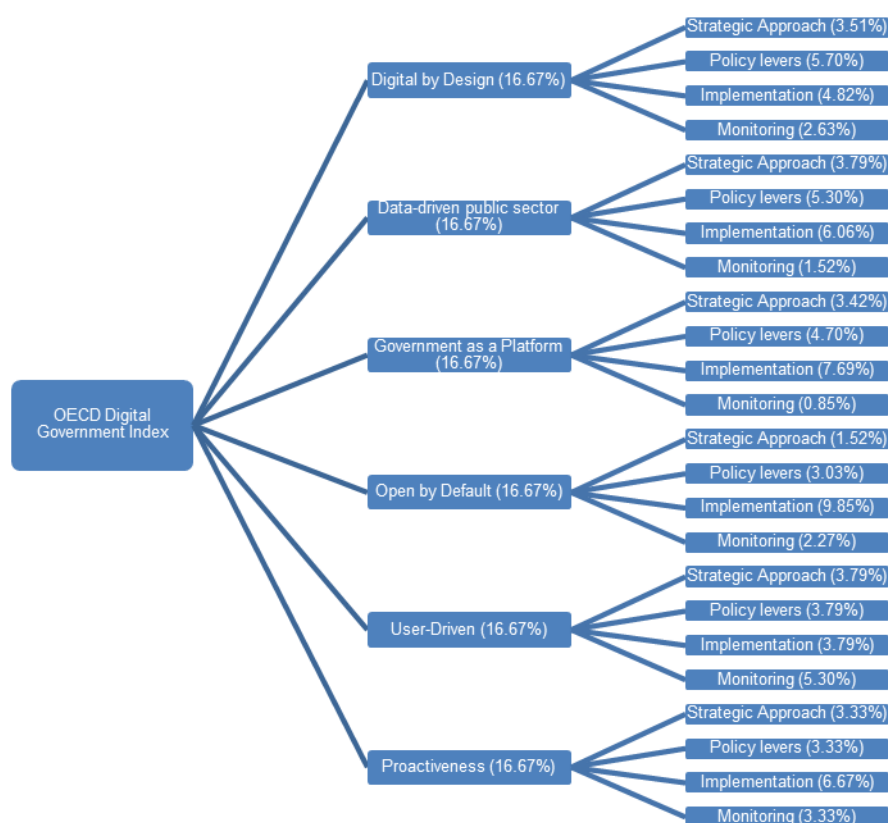 OECD Digital
Government Index
Digital by Design (16.67%)
Strategic Approach (3.51%)
Policy levers (5.70%)
Implementation (4.82%)
Monitoring (2.63%)
Data-driven public sector
(16.67%)
Strategic Approach (3.79%)
Policy levers (5.30%)
Implementation (6.06%)
Monitoring (1.52%)
Government as a Platform
(16.67%)
Strategic Approach (3.42%)
Policy levers (4.70%)
Implementation (7.69%)
Monitoring (0.85%)
Open by Default (16.67%)
Strategic Approach (1.52%)
Policy levers (3.03%)
Implementation (9.85%)
Monitoring (2.27%)
User-Driven (16.67%)
Strategic Approach (3.79%)
Policy levers (3.79%)
Implementation (3.79%)
Monitoring (5.30%)
Proactiveness (16.67%)
Strategic Approach (3.33%)
Policy levers (3.33%)
Implementation (6.67%)
Monitoring (3.33%)